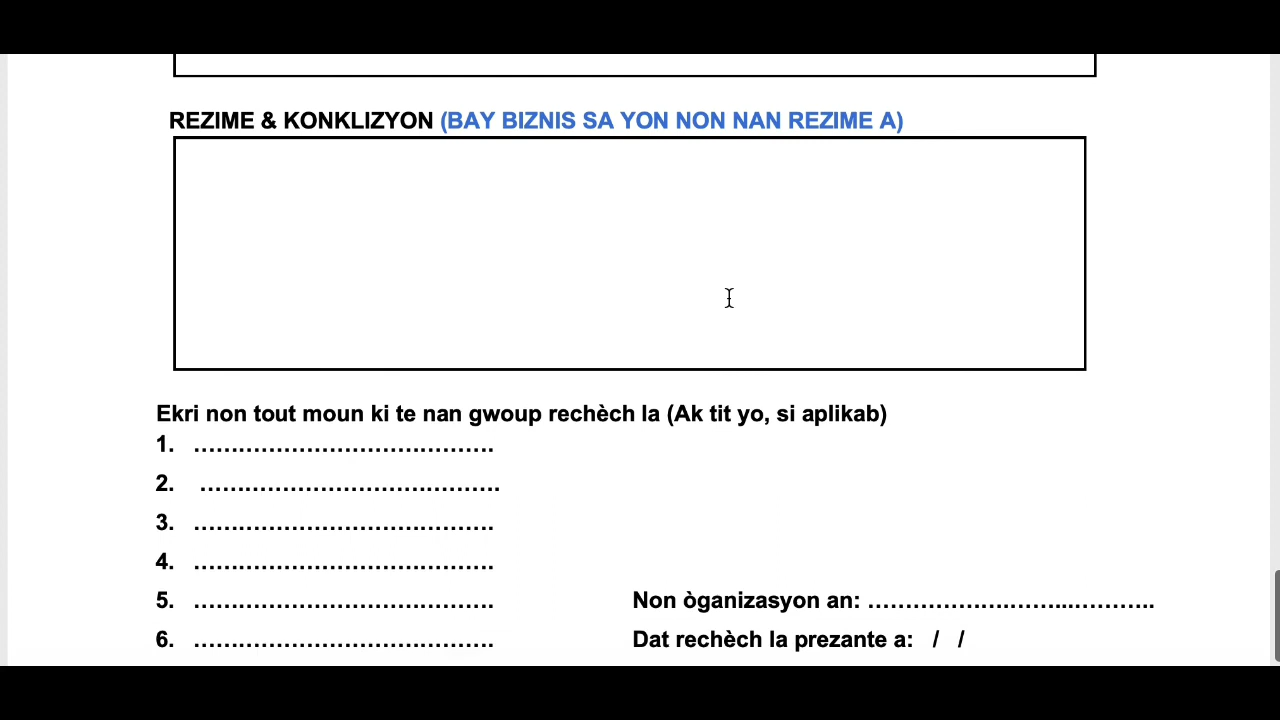 REZIME & KONKLIZYON (BAY BIZNIS SA YON NON NAN REZIME A)
Ekri non tout moun ki te nan gwoup rechèch la (Ak tit yo, si aplikab)
1. ………………………………….
2. ………………………………….
3. ………………………………….
4. ………………………………….
5. …………………………………. Non òganizasyon an: …………….….……...………..
6. …………………………………. Dat rechèch la prezante a: / /